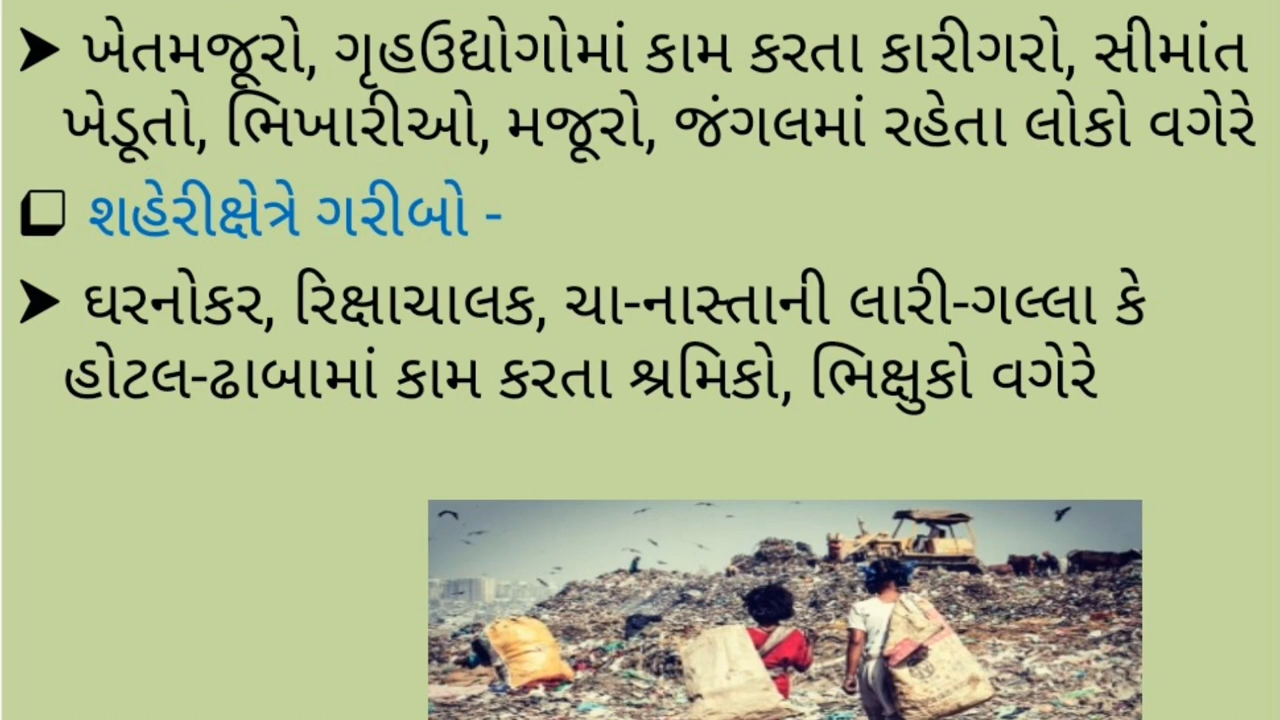 ➤ ખેતમજૂરો, ગૃહઉદ્યોગોમાં કામ કરતા કારીગરો, સીમાંત
ખેડૂતો, ભિખારીઓ, મજૂરો, જંગલમાં રહેતા લોકો વગેરે
❑ શહેરીક્ષેત્રે ગરીબો -
➤ ઘરનોકર, રિક્ષાચાલક, ચા-નાસ્તાની લારી-ગલ્લા કે
હોટલ-ઢાબામાં કામ કરતા શ્રમિકો, ભિક્ષુકો વગેરે